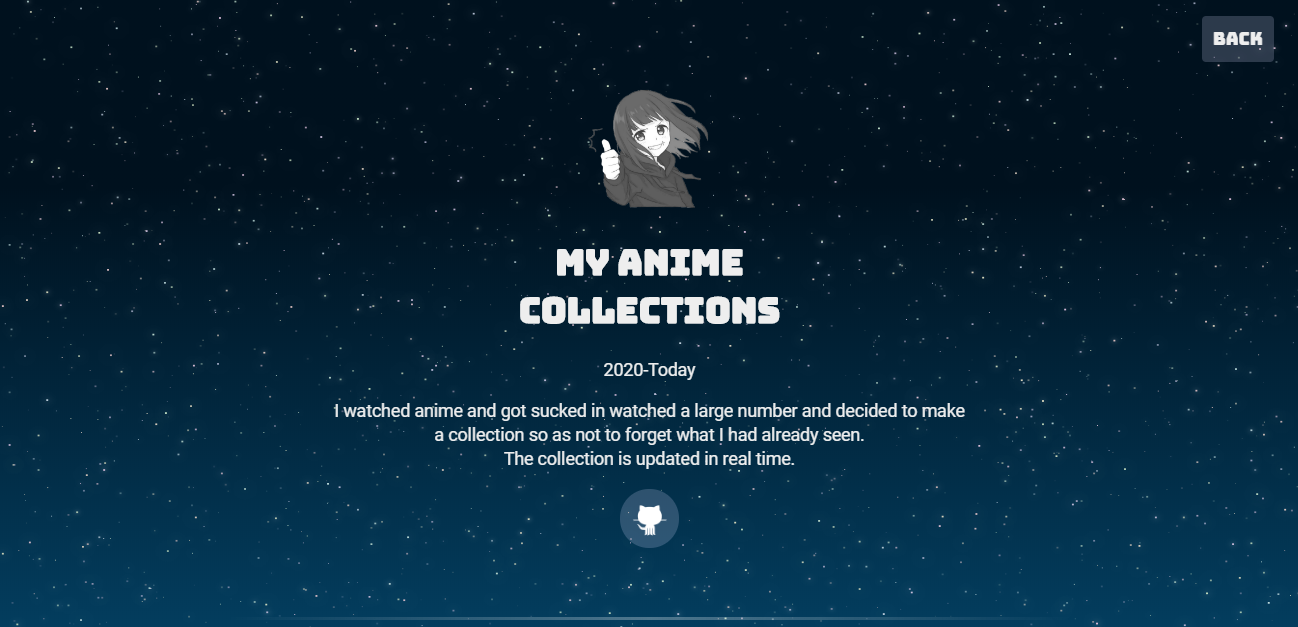 BACK
MY ANIME
COLLECTIONS
2020-Today
I watched anime and got sucked in watched a large number and decided to make
a collection so as not to forget what I had already seen.
The collection is updated in real time.